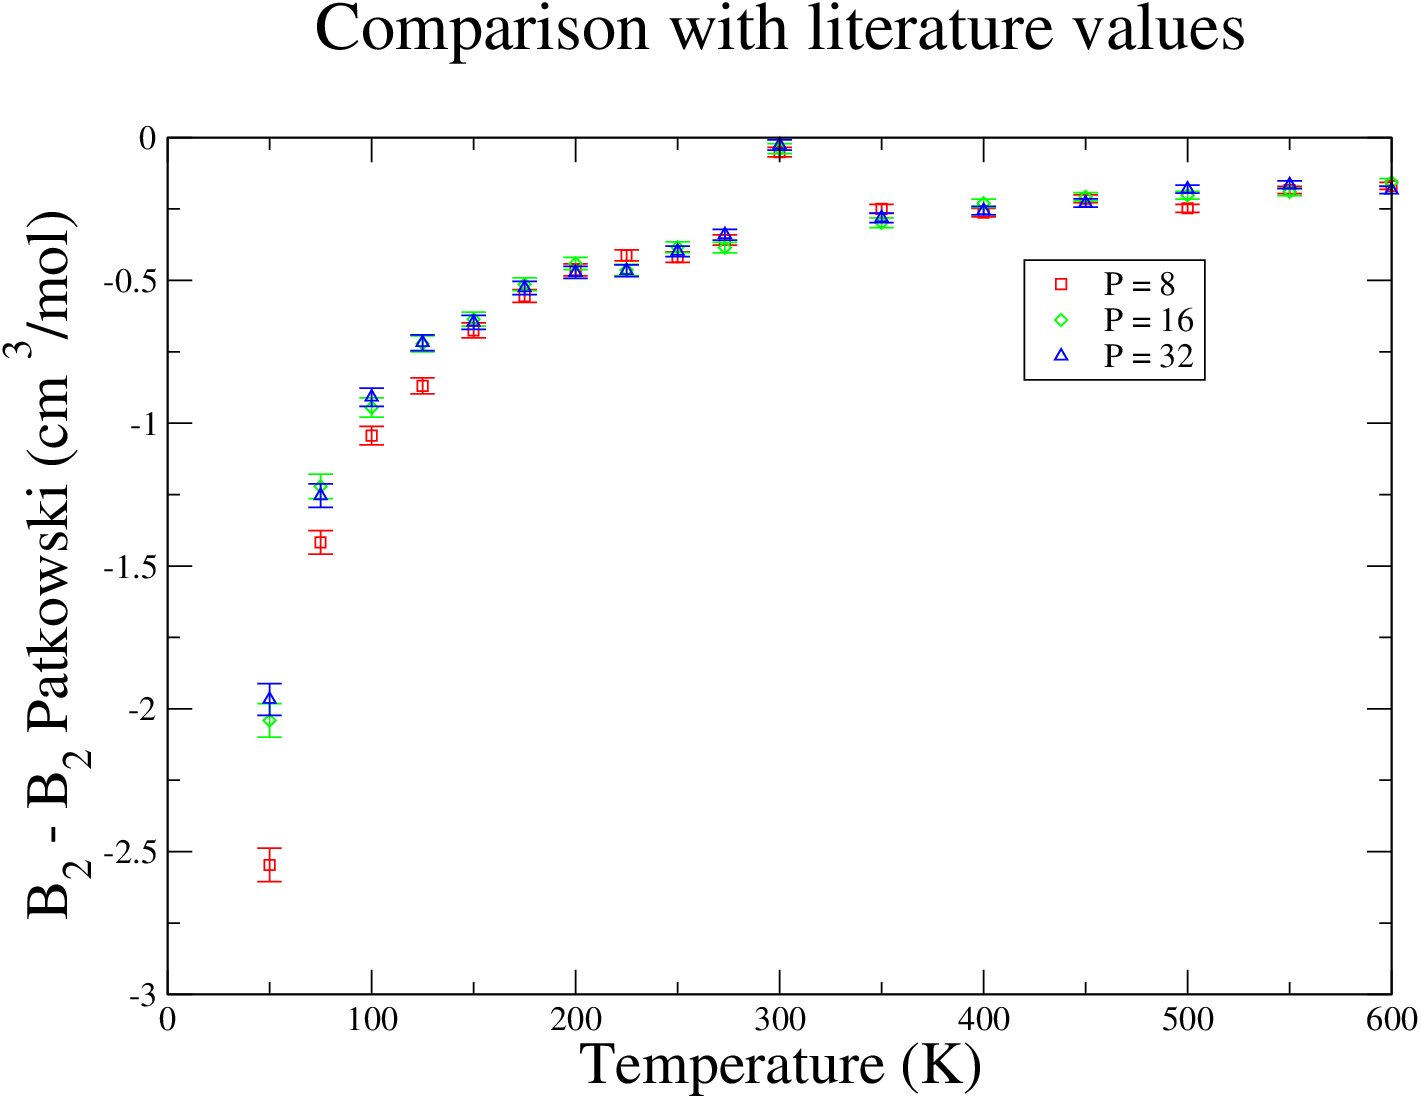 Comparison with literature values
B2 - B2 Patkowski (cm 3/mol)
0
-0.5
-1
-1.5
-2
-2.5
-3
P = 8
P = 16
P = 32
0 100 200 300 400 500 600
Temperature (K)